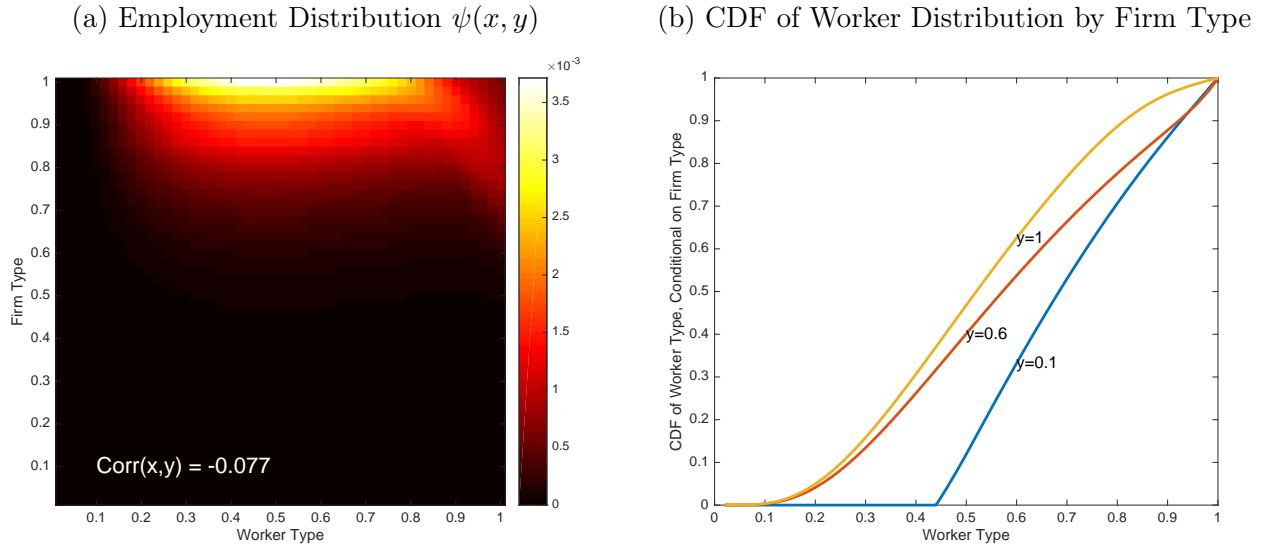 (a) Employment Distribution ψ(x, y)
×10⁻³
1
0.9
0.8
0.7
0.6
0.5
0.4
0.3
0.2
0.1
Firm Type
Corr(x,y) = -0.077
0.1 0.2 0.3 0.4 0.5 0.6 0.7 0.8 0.9 1
Worker Type
3.5
3
2.5
2
1.5
1
0.5
0
(b) CDF of Worker Distribution by Firm Type
CDF of Worker Type, Conditional on Firm Type
1
0.9
0.8
0.7
0.6
0.5
0.4
0.3
0.2
0.1
0
y=1
y=0.6
y=0.1
0 0.1 0.2 0.3 0.4 0.5 0.6 0.7 0.8 0.9 1
Worker Type